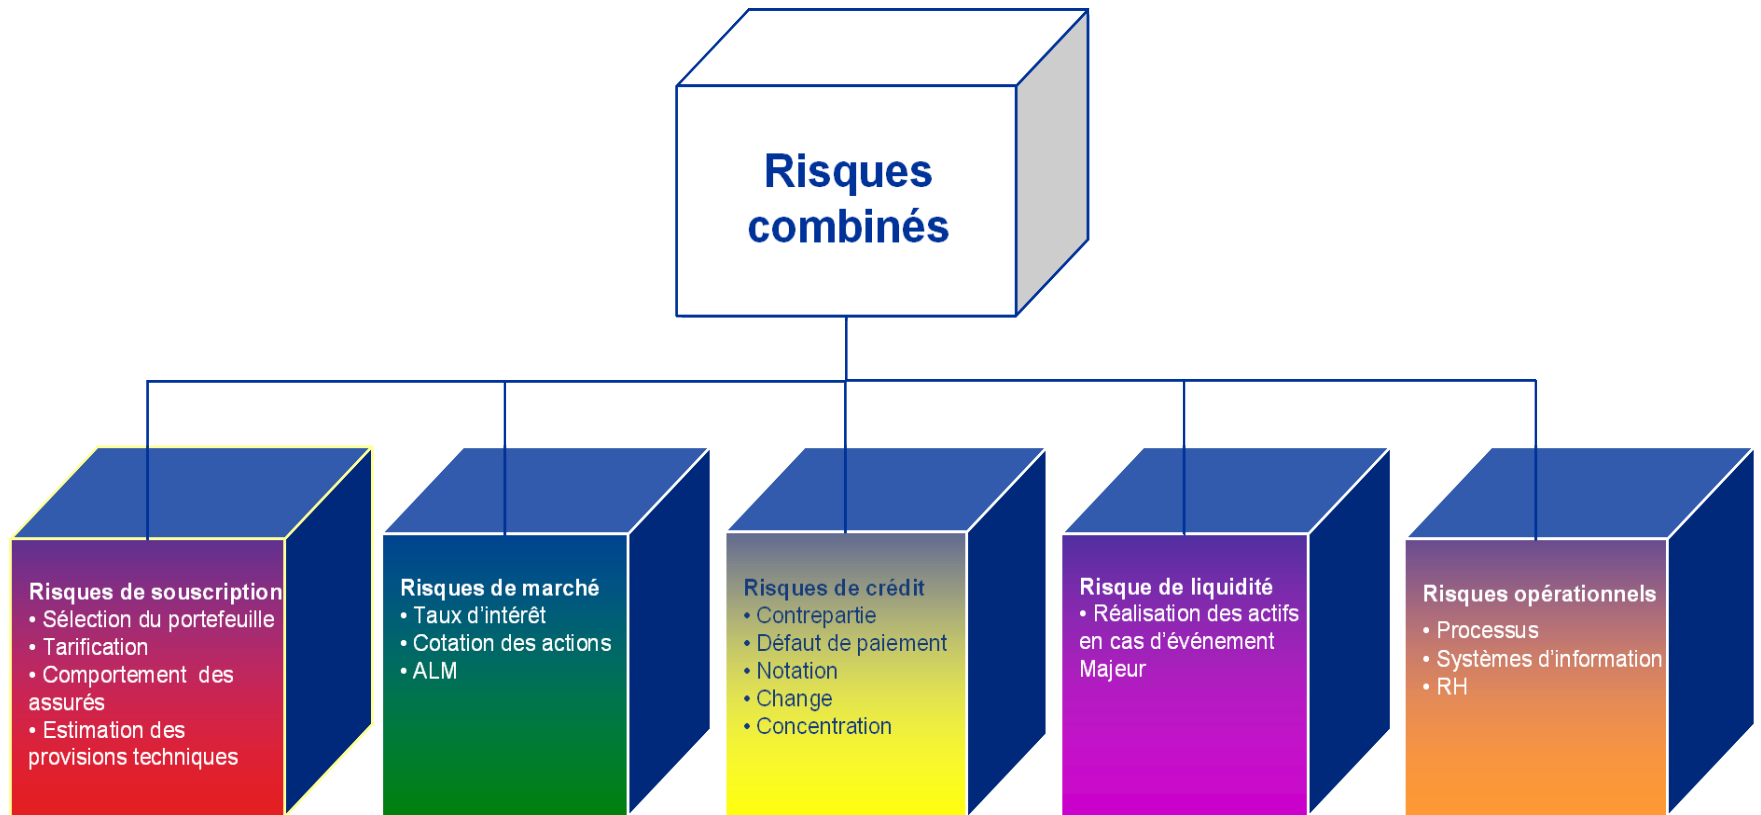 Risques
combinés
Risques de souscription
• Sélection du portefeuille
• Tarification
• Comportement des
assurés
• Estimation des
provisions techniques
Risques de marché
• Taux d'intérêt
• Cotation des actions
• ALM
Risques de crédit
• Contrepartie
• Défaut de paiement
• Notation
• Change
• Concentration
Risque de liquidité
• Réalisation des actifs
en cas d'événement
Majeur
Risques opérationnels
• Processus
• Systèmes d'information
• RH